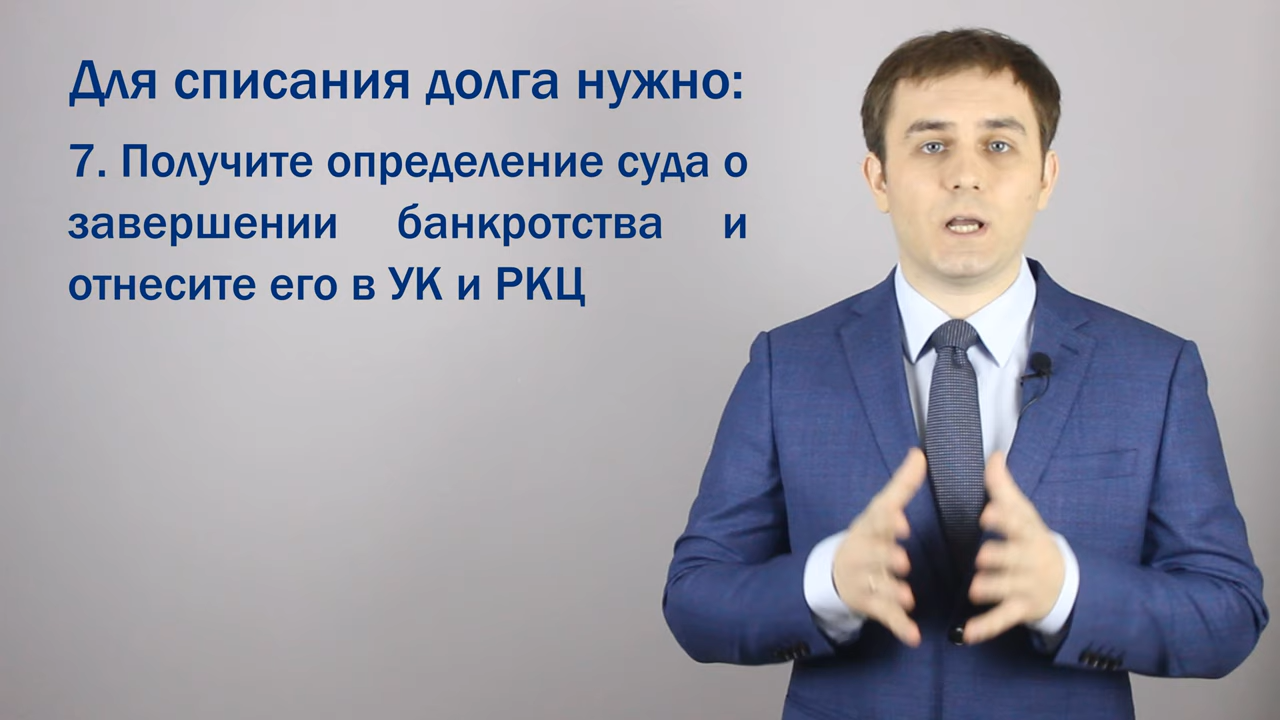 Для списания долга нужно:
7. Получите определение суда о
завершении банкротства и
отнесите его в УК и РКЦ